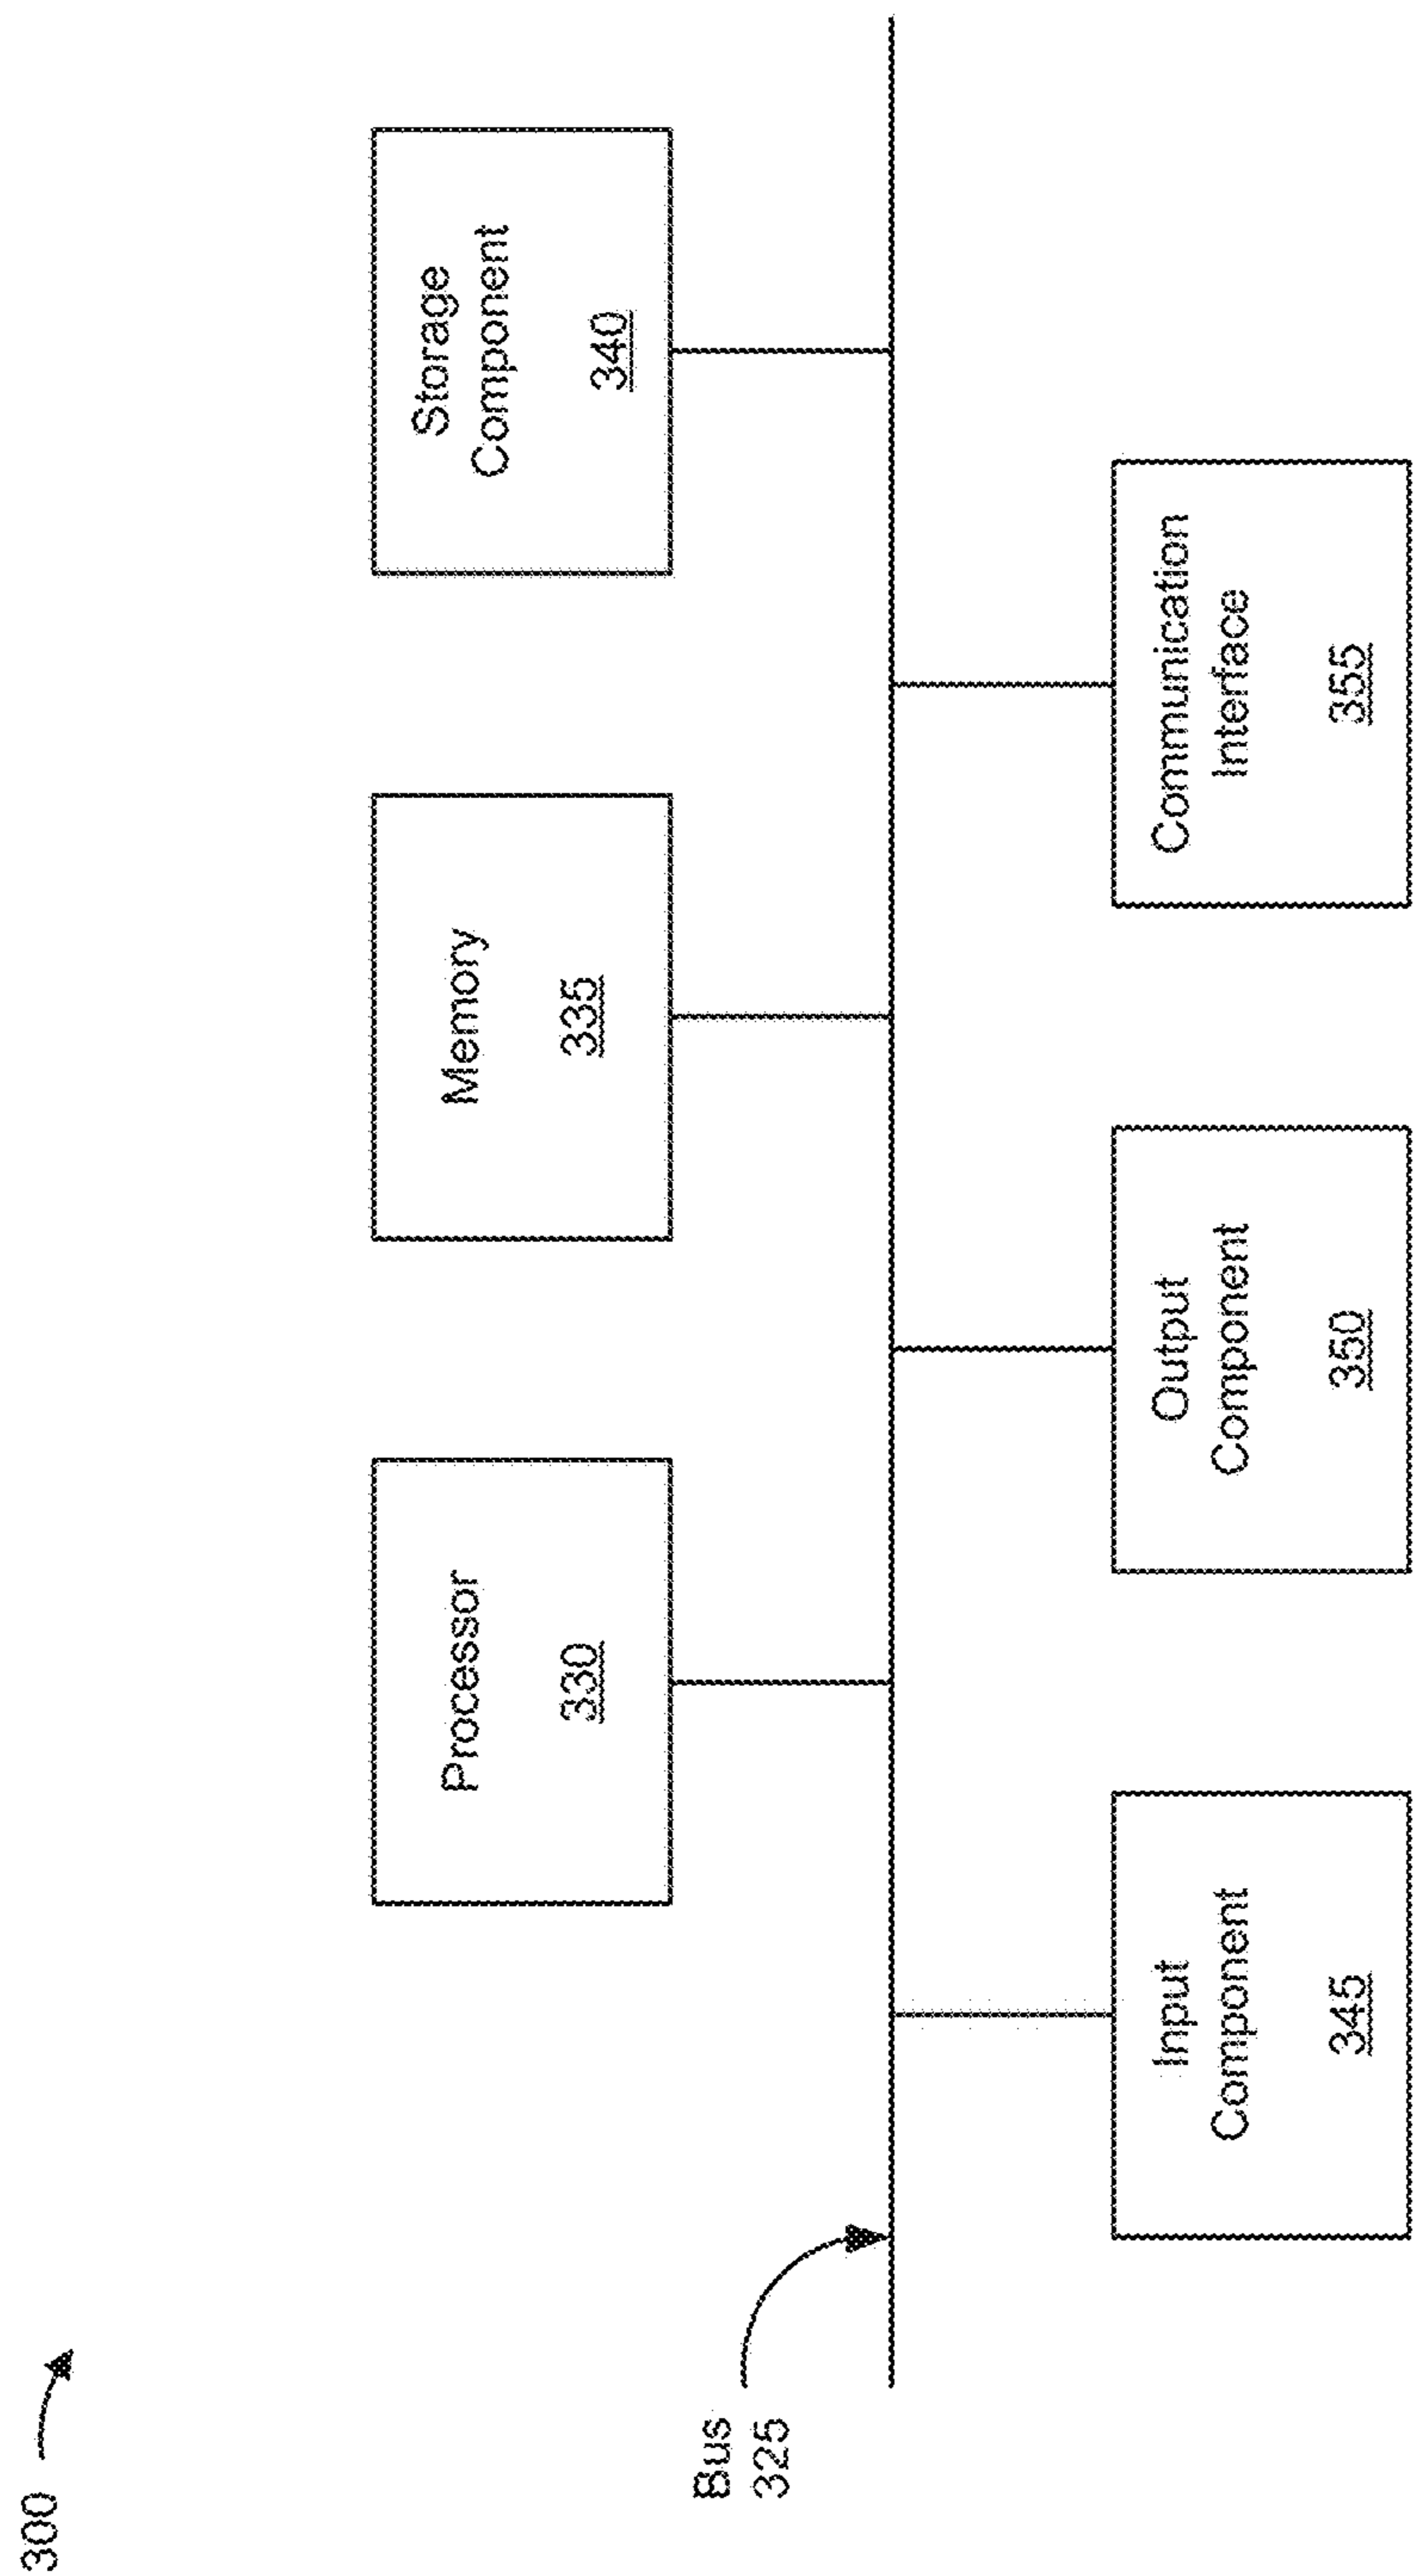 300
Processor
330
Memory
335
Storage
Component
340
Bus
325
Input
Component
345
Output
Component
350
Communication
Interface
355